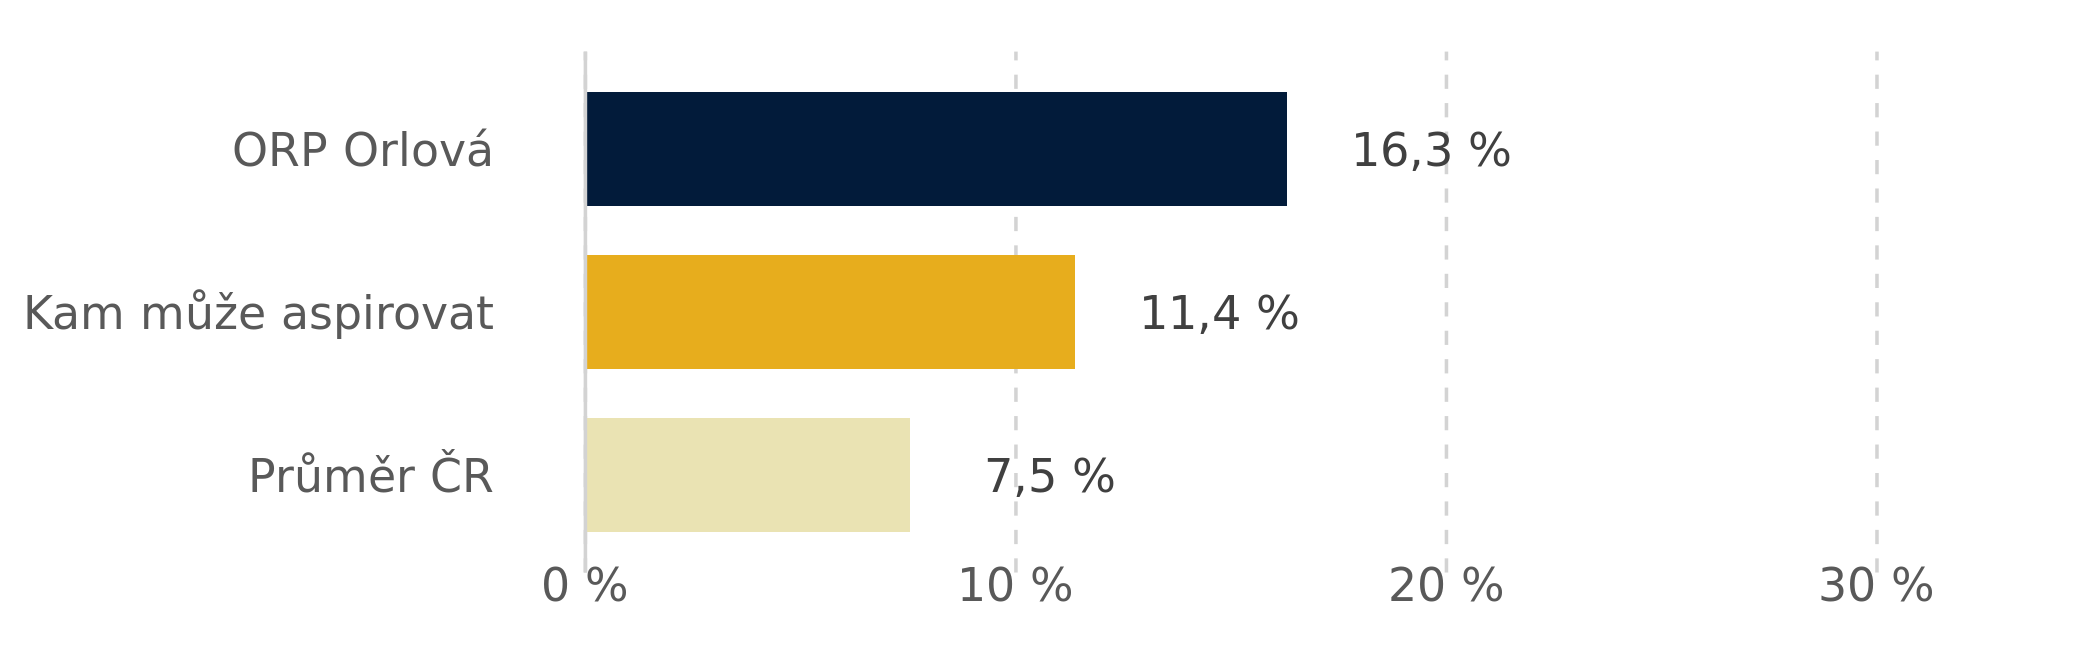 ORP Orlová
16,3 %
Kam může aspirovat
11,4 %
Průměr ČR
7,5 %
0 %
10 %
20 %
30 %